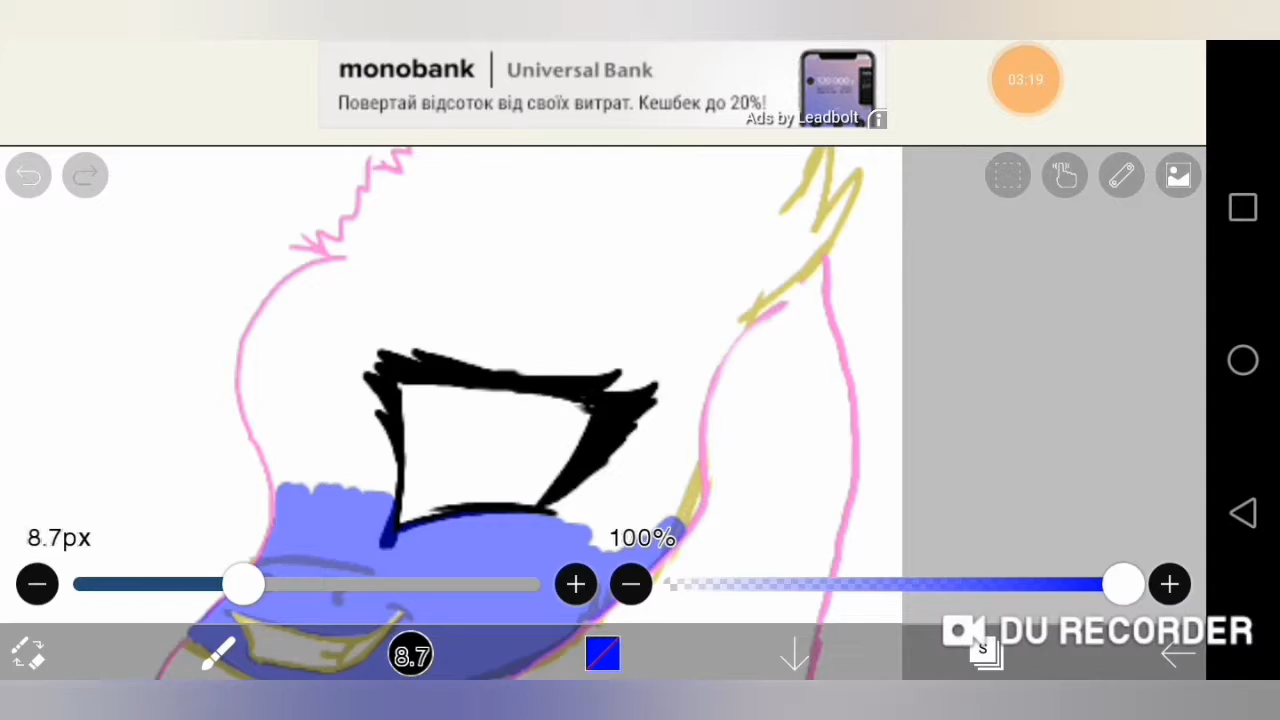 monobank | Universal Bank
Повертай відсоток від своїх витрат. Кешбек до 20%!
Ads by Leadbolt
03:19
8.7px
100%
8.7
S
DU RECORDER